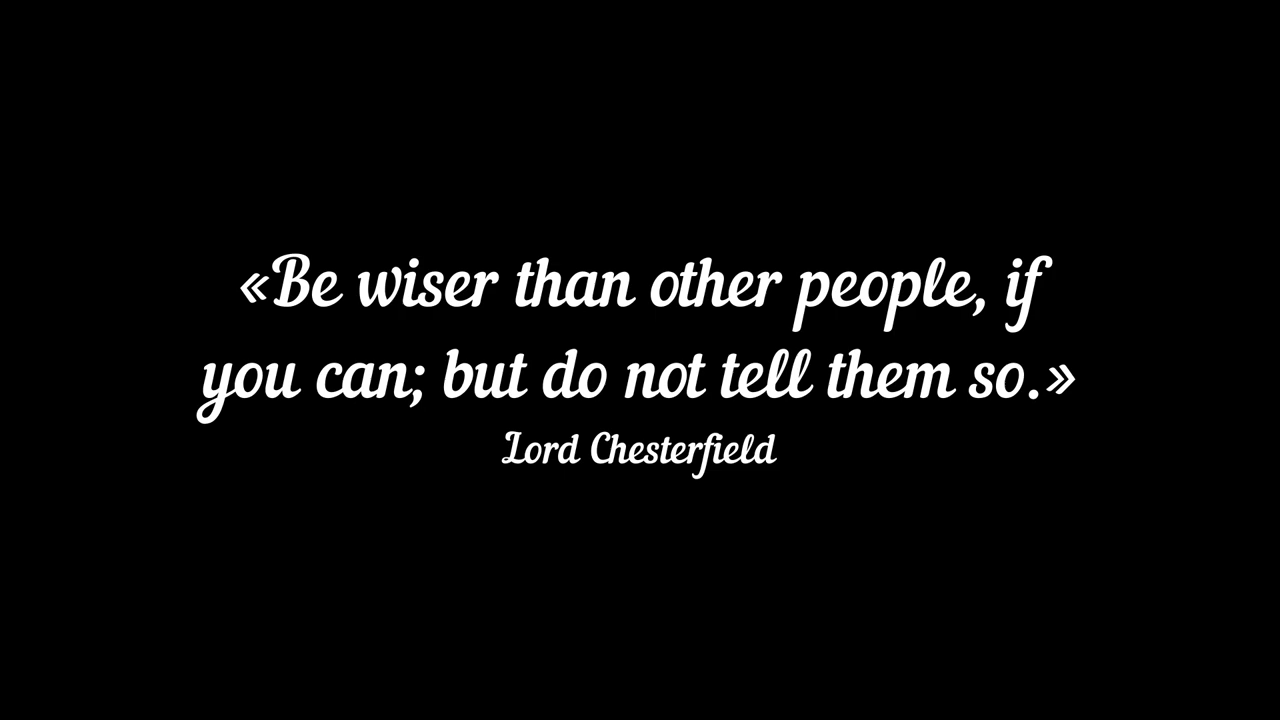 «Be wiser than other people, if
you can; but do not tell them so.»
Lord Chesterfield